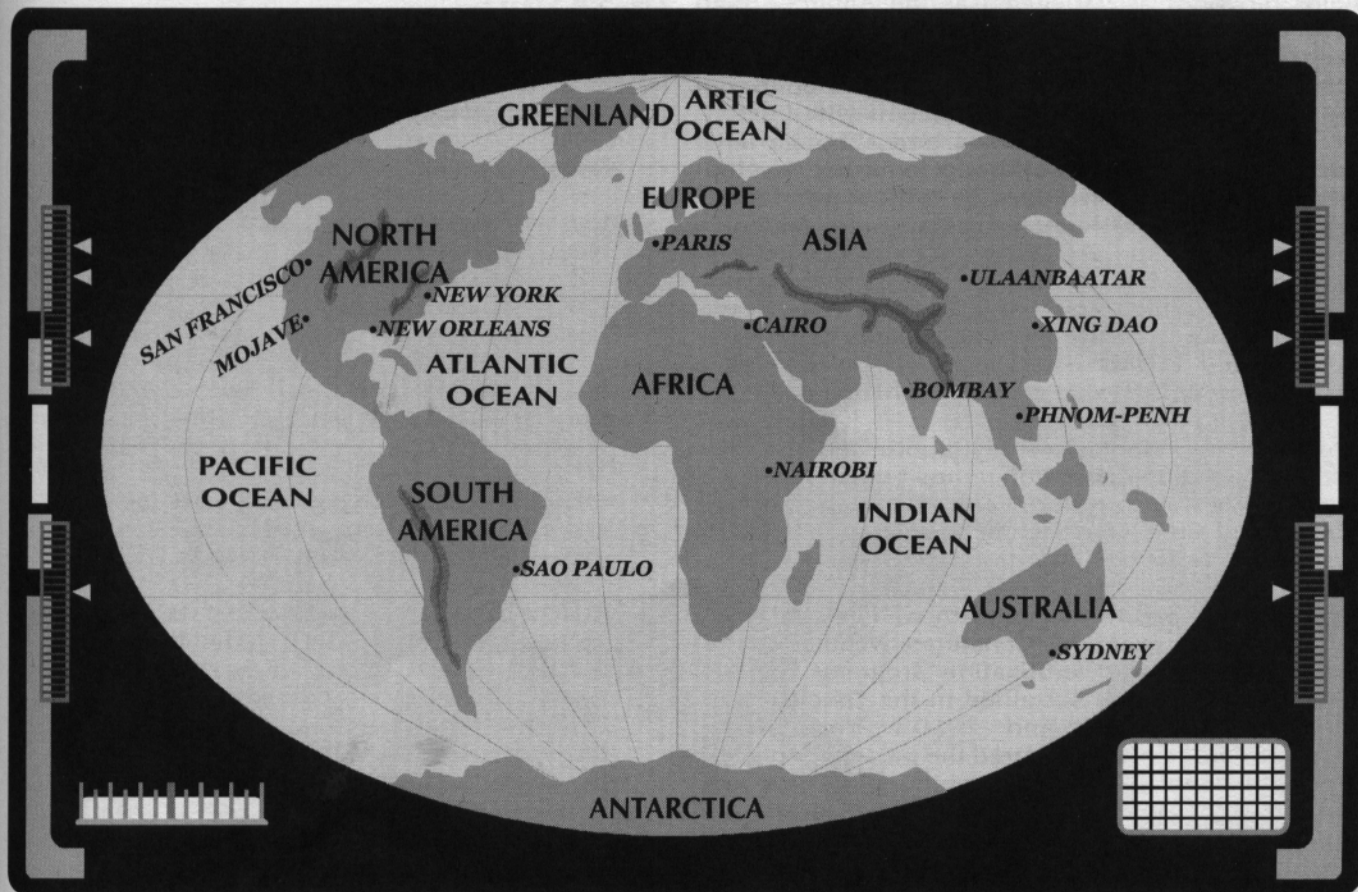 GREENLAND
ARTIC
OCEAN
EUROPE
NORTH
AMERICA
•PARIS
ASIA
SAN FRANCISCO•
•ULAANBAATAR
•NEW YORK
MOJAVE•
•NEW ORLEANS
•CAIRO
•XING DAO
ATLANTIC
OCEAN
AFRICA
•BOMBAY
•PHNOM-PENH
PACIFIC
OCEAN
SOUTH
AMERICA
•NAIROBI
INDIAN
OCEAN
•SAO PAULO
AUSTRALIA
•SYDNEY
ANTARCTICA